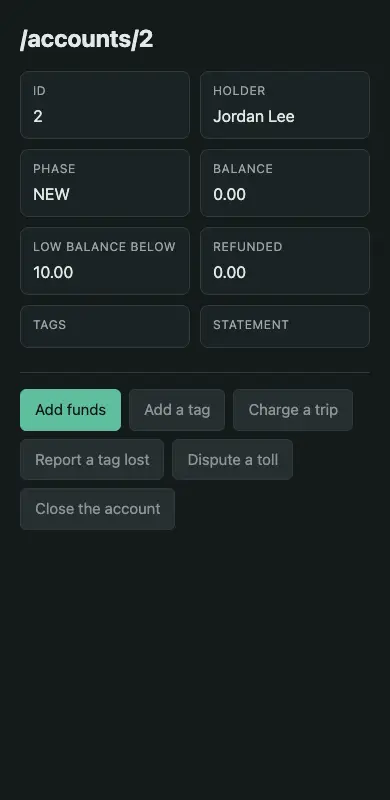 /accounts/2
ID
2
HOLDER
Jordan Lee
PHASE
NEW
BALANCE
0.00
LOW BALANCE BELOW
10.00
REFUNDED
0.00
TAGS
STATEMENT
Add funds
Add a tag
Charge a trip
Report a tag lost
Dispute a toll
Close the account